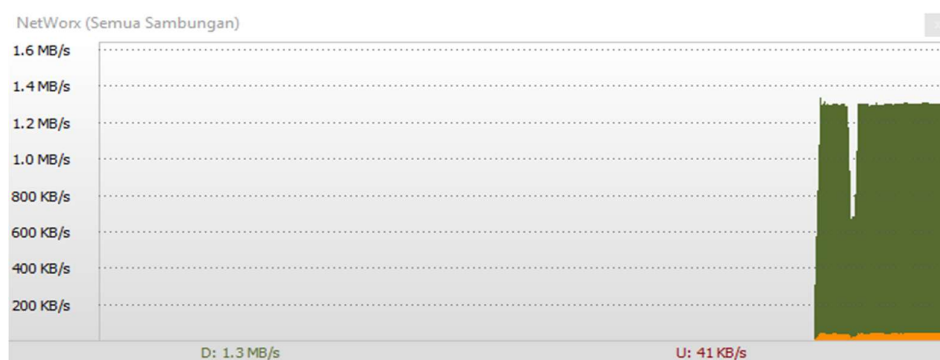 NetWorx (Semua Sambungan)
1.6 MB/s
1.4 MB/s
1.2 MB/s
1.0 MB/s
800 KB/s
600 KB/s
400 KB/s
200 KB/s
D: 1.3 MB/s U: 41 KB/s